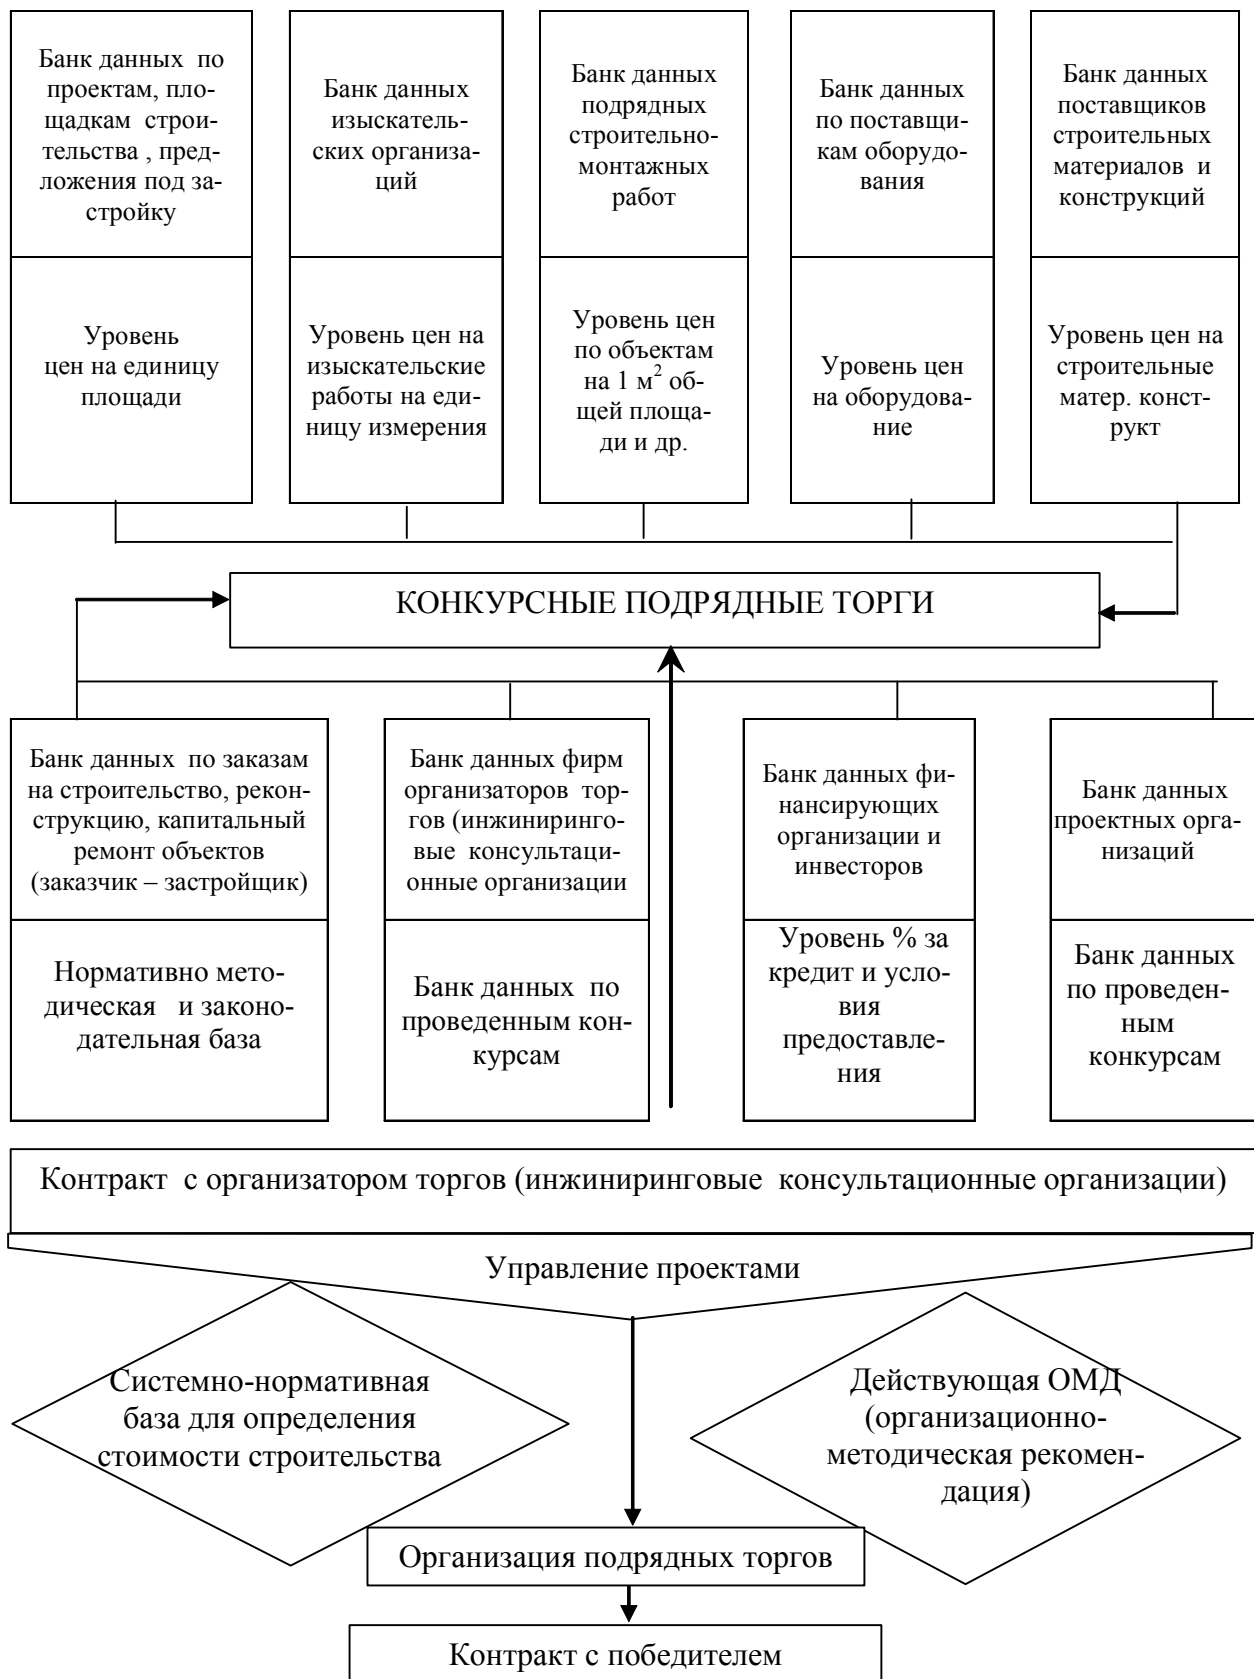 Банк данных по
проектам, пло-
щадкам строи-
тельства , пред-
ложения под за-
стройку
Банк данных
изыскатель-
ских организа-
ций
Банк данных
подрядных
строительно-
монтажных
работ
Банк данных
по поставщи-
кам оборудо-
вания
Банк данных
поставщиков
строительных
материалов и
конструкций
Уровень
цен на единицу
площади
Уровень цен на
изыскательские
работы на еди-
ницу измерения
Уровень цен
по объектам
на 1 м² об-
щей площа-
ди и др.
Уровень цен
на оборудова-
ние
Уровень цен на
строительные
матер. конст-
рукт
КОНКУРСНЫЕ ПОДРЯДНЫЕ ТОРГИ
Банк данных по заказам
на строительство, рекон-
струкцию, капитальный
ремонт объектов
(заказчик – застройщик)
Банк данных фирм
организаторов тор-
гов (инжиниринго-
вые консультаци-
онные организации
Банк данных фи-
нансирующих
организации и
инвесторов
Банк данных
проектных орга-
низаций
Нормативно мето-
дическая и законо-
дательная база
Банк данных по
проведенным кон-
курсам
Уровень % за
кредит и усло-
вия
предоставле-
ния
Банк данных
по проведен-
ным
конкурсам
Контракт с организатором торгов (инжиниринговые консультационные организации)
Управление проектами
Системно-нормативная
база для определения
стоимости строительства
Действующая ОМД
(организационно-
методическая рекомен-
дация)
Организация подрядных торгов
Контракт с победителем